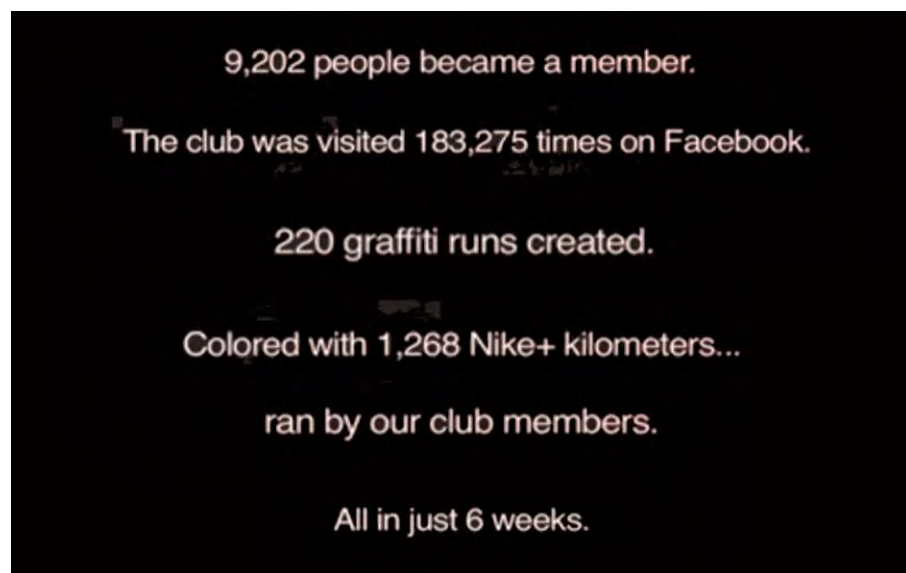 9,202 people became a member.
The club was visited 183,275 times on Facebook.
220 graffiti runs created.
Colored with 1,268 Nike+ kilometers...
ran by our club members.
All in just 6 weeks.